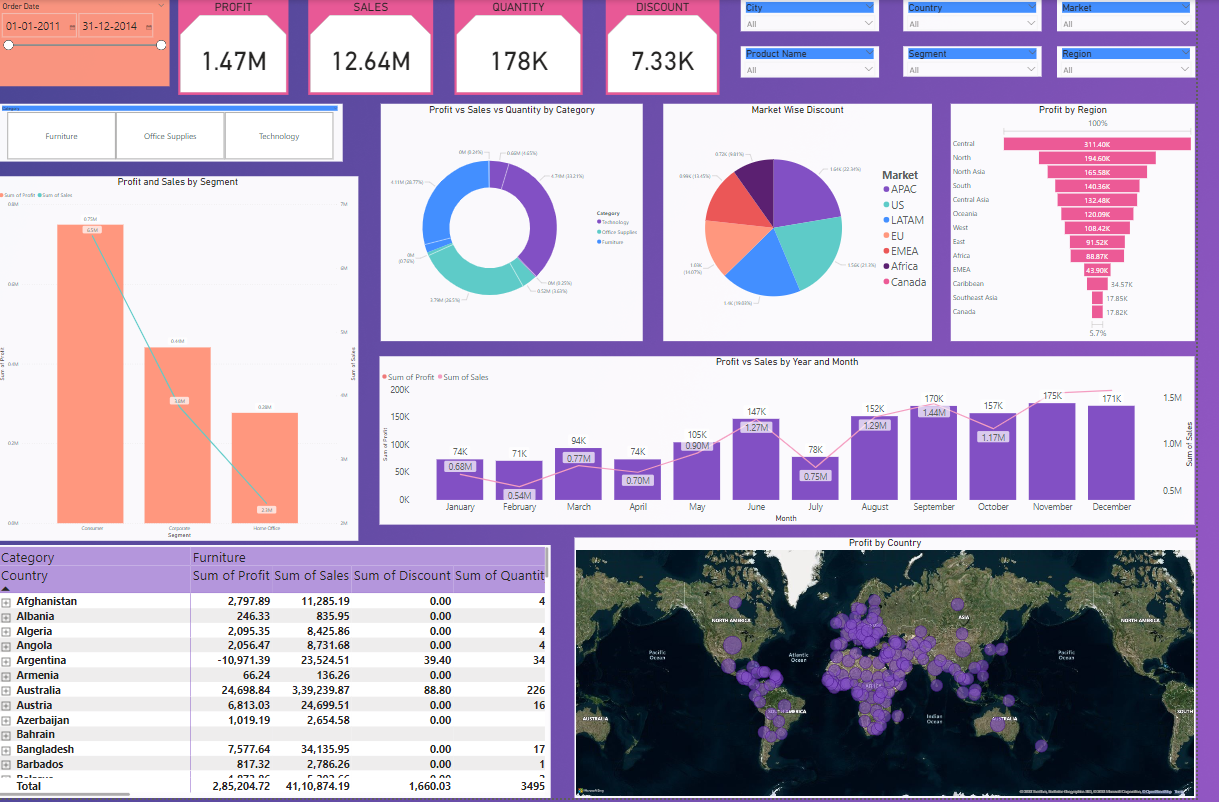 Order Date
01-01-2011
31-12-2014
PROFIT
1.47M
SALES
12.64M
QUANTITY
178K
DISCOUNT
7.33K
City
All
Country
All
Market
All
Product Name
All
Segment
All
Region
All
Category
Furniture
Office Supplies
Technology
Profit and Sales by Segment
Sum of Profit
Sum of Sales
0.8M
0.6M
0.4M
0.2M
0.0M
Sum of Profit
0.75M
6.5M
0.44M
3.8M
0.28M
2.3M
7M
6M
5M
4M
3M
2M
Sum of Sales
Consumer
Corporate
Home Office
Segment
Profit vs Sales vs Quantity by Category
0.66M (4.65%)
4.74M (33.21%)
0M (0.25%)
0.52M (3.63%)
3.79M (26.5%)
4.11M (28.77%)
Category
Technology
Office Supplies
Furniture
Market Wise Discount
0.72K (9.81%)
1.64K (22.34%)
0.99K (13.45%)
1.56K (21.3%)
1.03K
(14.07%)
Market
APAC
US
LATAM
EU
EMEA
Africa
Canada
Profit by Region
100%
Central 311.40K
North 194.60K
North Asia 165.58K
South 140.36K
Central Asia 132.48K
Oceania 120.09K
West 108.42K
East 91.52K
Africa 88.87K
EMEA 43.90K
Caribbean 34.57K
Southeast Asia 17.85K
Canada 17.82K
5.7%
Profit vs Sales by Year and Month
Sum of Profit
Sum of Sales
200K
150K
100K
50K
0K
Sum of Profit
74K
0.68M
71K
0.54M
94K
0.77M
74K
0.70M
105K
0.90M
147K
1.27M
78K
0.75M
152K
1.29M
170K
1.44M
157K
1.17M
175K
171K
1.5M
1.0M
0.5M
Sum of Sales
January
February
March
April
May
June
July
August
September
October
November
December
Month
Category Furniture
Country Sum of Profit Sum of Sales Sum of Discount Sum of Quantit
Afghanistan 2,797.89 11,285.19 0.00 4
Albania 246.33 835.95 0.00
Algeria 2,095.35 8,425.86 0.00 4
Angola 2,056.47 8,731.68 0.00 4
Argentina -10,971.39 23,524.51 39.40 34
Armenia 66.24 136.26 0.00
Australia 24,698.84 3,39,239.87 88.80 226
Austria 6,813.03 24,699.51 0.00 16
Azerbaijan 1,019.19 2,654.58 0.00
Bahrain
Bangladesh 7,577.64 34,135.95 0.00 17
Barbados 817.32 2,786.26 0.00 1
Total 2,85,204.72 41,10,874.19 1,660.03 3495
Profit by Country
NORTH AMERICA
ASIA
Pacific
Ocean
Atlantic
Ocean
Pacific
Ocean
NORTH AMERICA
AFRICA
SOUTH AMERICA
Indian
Ocean
AUSTRALIA
AUSTRALIA
SOUTH